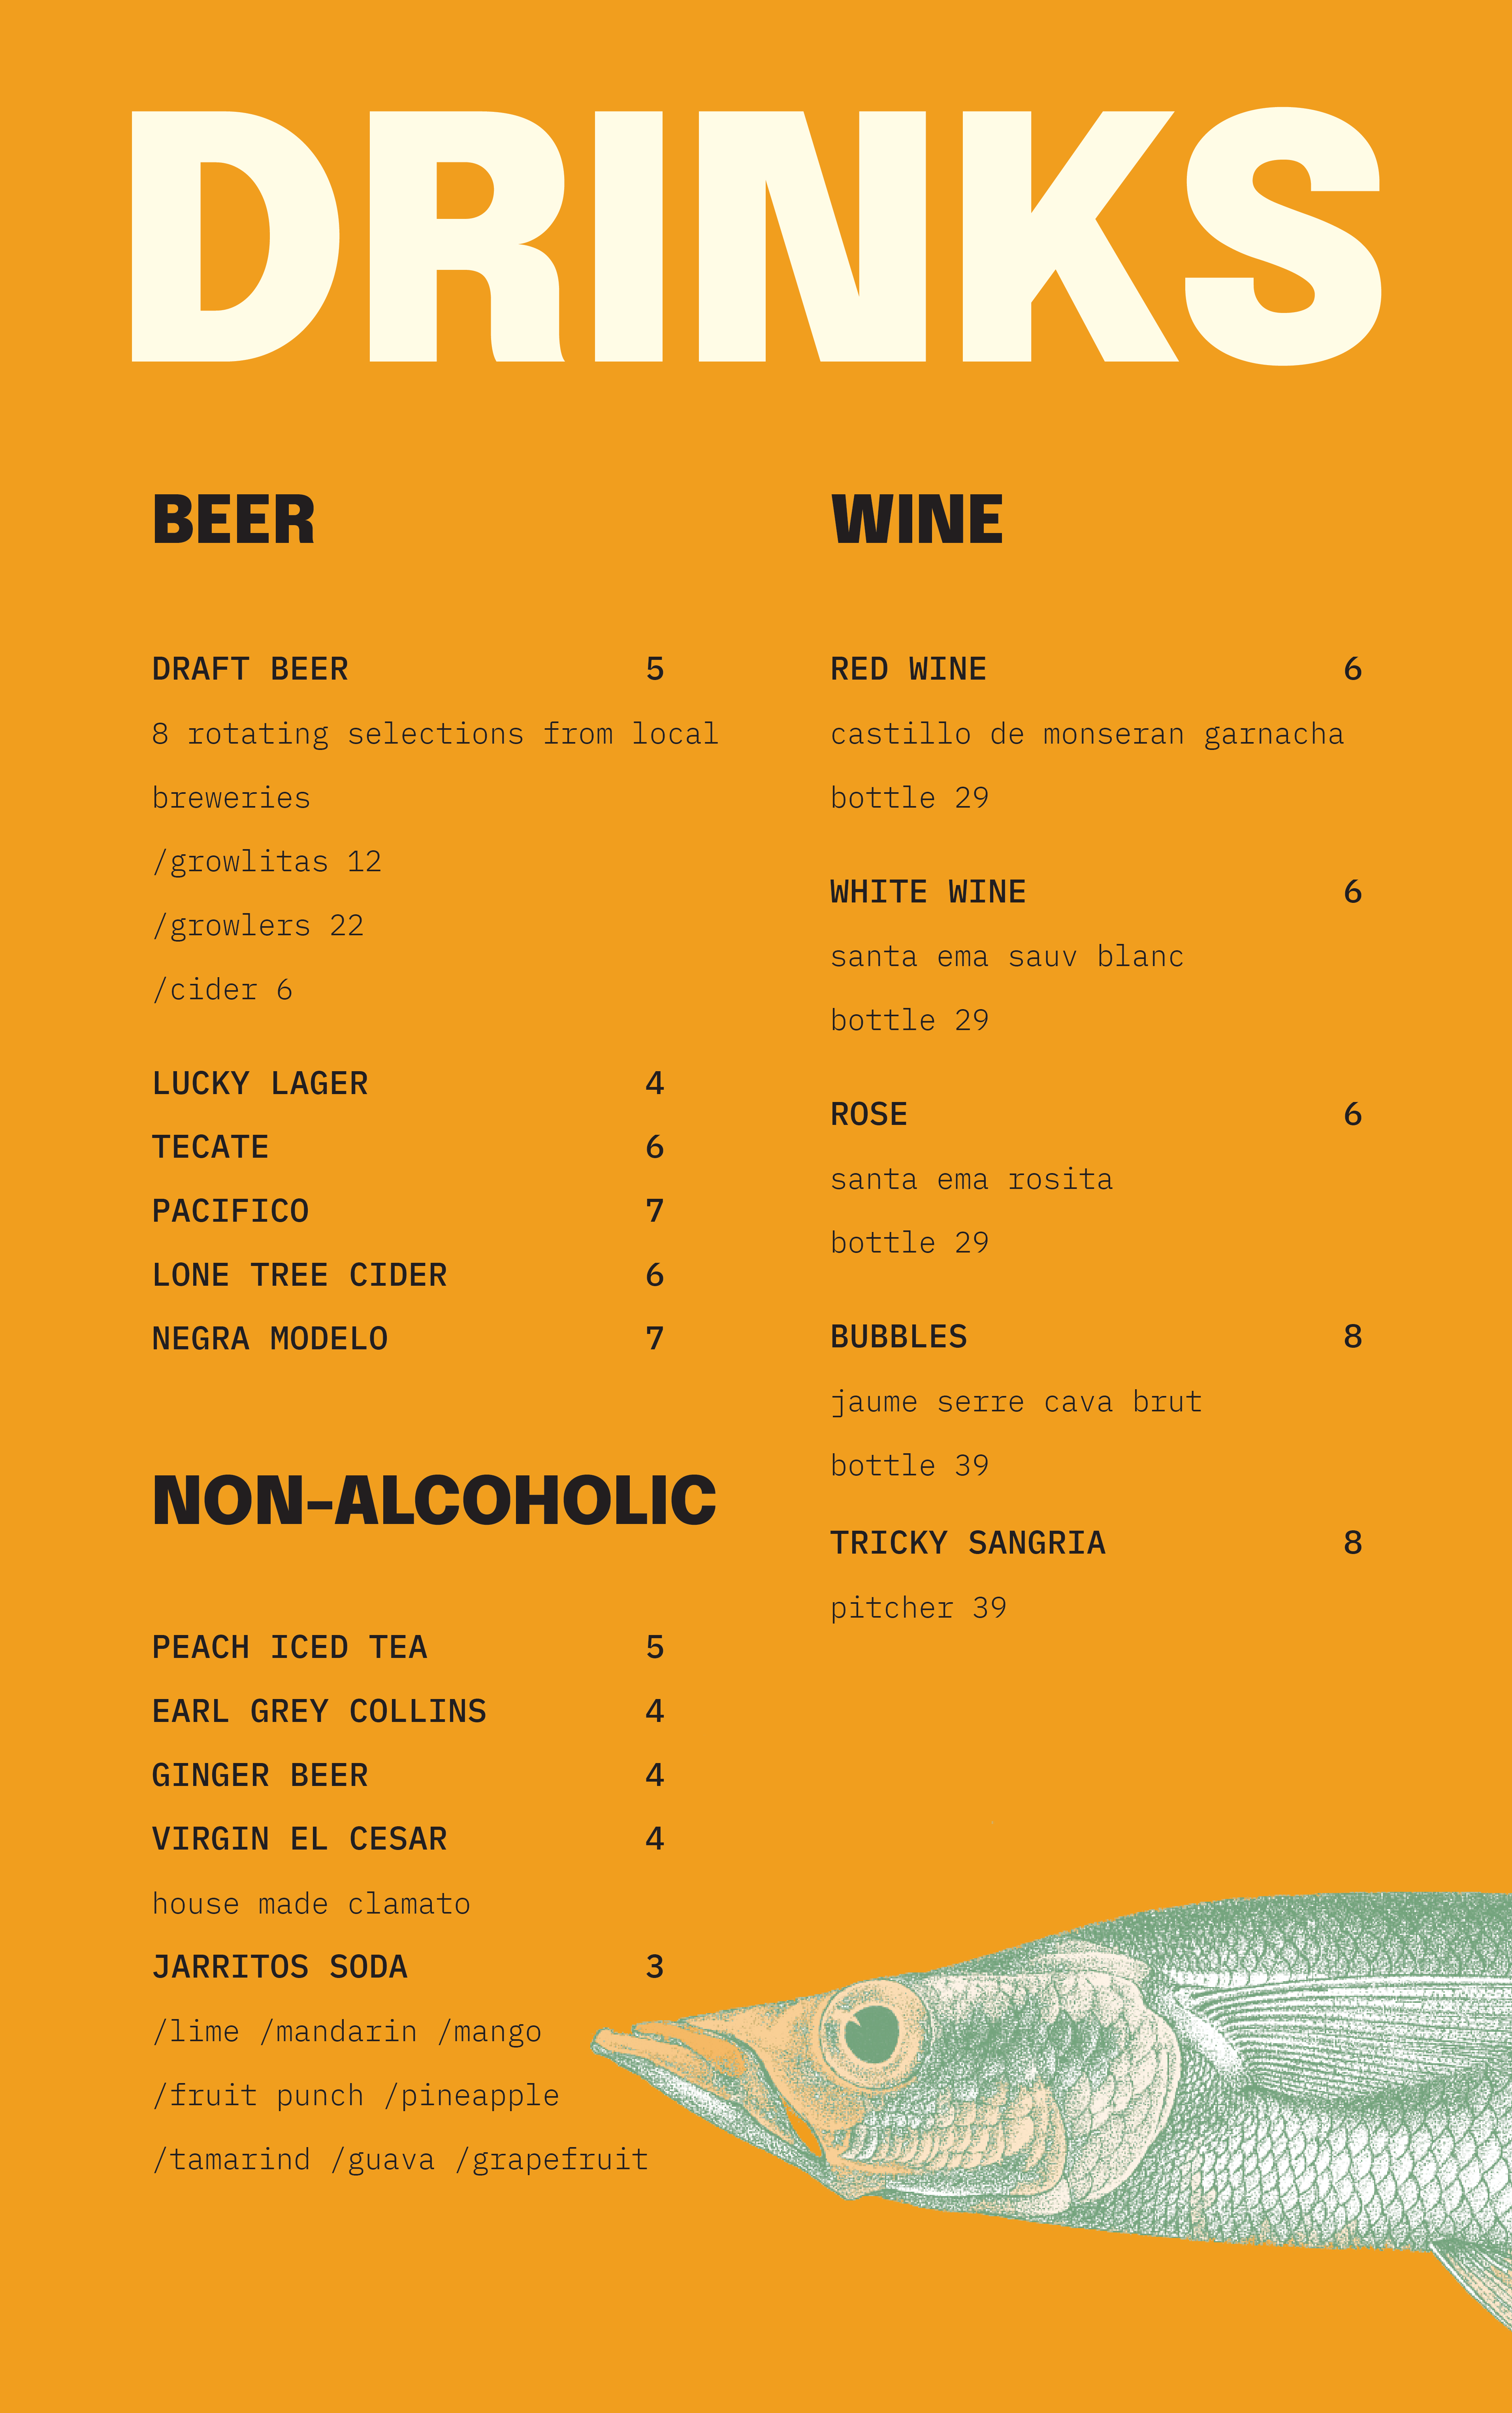 DRINKS
BEER
DRAFT BEER 5
8 rotating selections from local
breweries
/growlitas 12
/growlers 22
/cider 6
LUCKY LAGER 4
TECATE 6
PACIFICO 7
LONE TREE CIDER 6
NEGRA MODELO 7
NON-ALCOHOLIC
PEACH ICED TEA 5
EARL GREY COLLINS 4
GINGER BEER 4
VIRGIN EL CESAR 4
house made clamato
JARRITOS SODA 3
/lime /mandarin /mango
/fruit punch /pineapple
/tamarind /guava /grapefruit
WINE
RED WINE 6
castillo de monseran garnacha
bottle 29
WHITE WINE 6
santa ema sauv blanc
bottle 29
ROSE 6
santa ema rosita
bottle 29
BUBBLES 8
jaume serre cava brut
bottle 39
TRICKY SANGRIA 8
pitcher 39